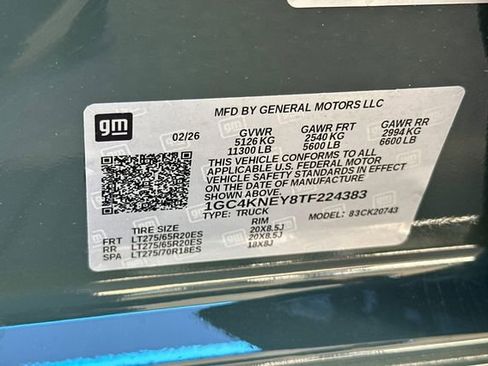 MFD BY GENERAL MOTORS LLC
gm
02/26 GVWR GAWR FRT GAWR RR
5126 KG 2540 KG 2994 KG
11300 LB 5600 LB 6600 LB
THIS VEHICLE CONFORMS TO ALL
APPLICABLE U.S. FEDERAL MOTOR
VEHICLE SAFETY STANDARDS IN EFFECT
ON THE DATE OF MANUFACTURE
SHOWN ABOVE.
1GC4KNEY8TF224383
TYPE: TRUCK MODEL: 83CK20743
TIRE SIZE RIM
FRT LT275/65R20ES 20X8.5J
RR LT275/65R20ES 20X8.5J
SPA LT275/70R18ES 18X8J